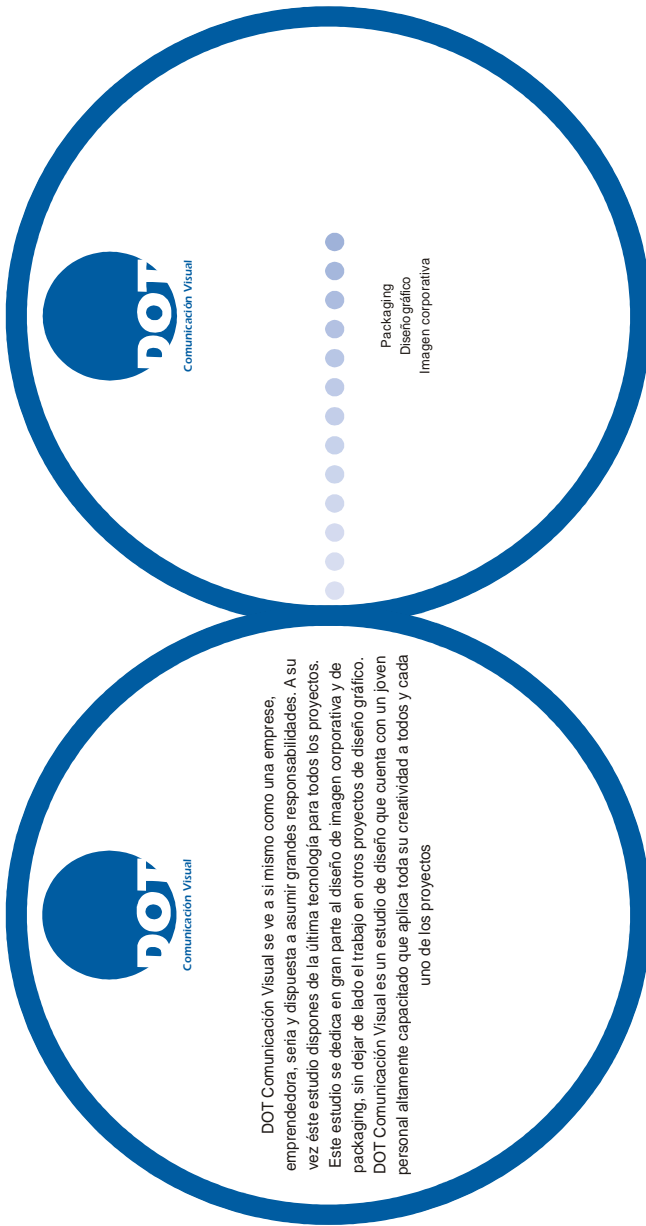 DOT
Comunicación Visual
DOT Comunicación Visual se ve a si mismo como una emprese,
emprendedora, seria y dispuesta a asumir grandes responsabilidades. A su
vez éste estudio dispones de la última tecnología para todos los proyectos.
Este estudio se dedica en gran parte al diseño de imagen corporativa y de
packaging, sin dejar de lado el trabajo en otros proyectos de diseño gráfico.
DOT Comunicación Visual es un estudio de diseño que cuenta con un joven
personal altamente capacitado que aplica toda su creatividad a todos y cada
uno de los proyectos
DOT
Comunicación Visual
Packaging
Diseño gráfico
Imagen corporativa